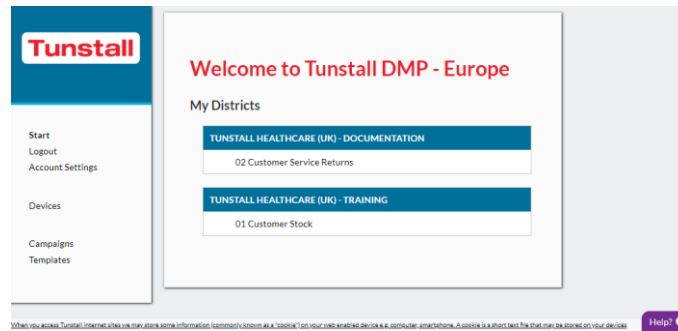 Tunstall
Welcome to Tunstall DMP - Europe
My Districts
Start
Logout
Account Settings
Devices
Campaigns
Templates
TUNSTALL HEALTHCARE (UK) - DOCUMENTATION
02 Customer Service Returns
TUNSTALL HEALTHCARE (UK) - TRAINING
01 Customer Stock
When you access Tunstall internet sites we may store some information (commonly known as a "cookie") on your web enabled device e.g. computer, smartphone. A cookie is a short text file that may be stored on your devices
Help?